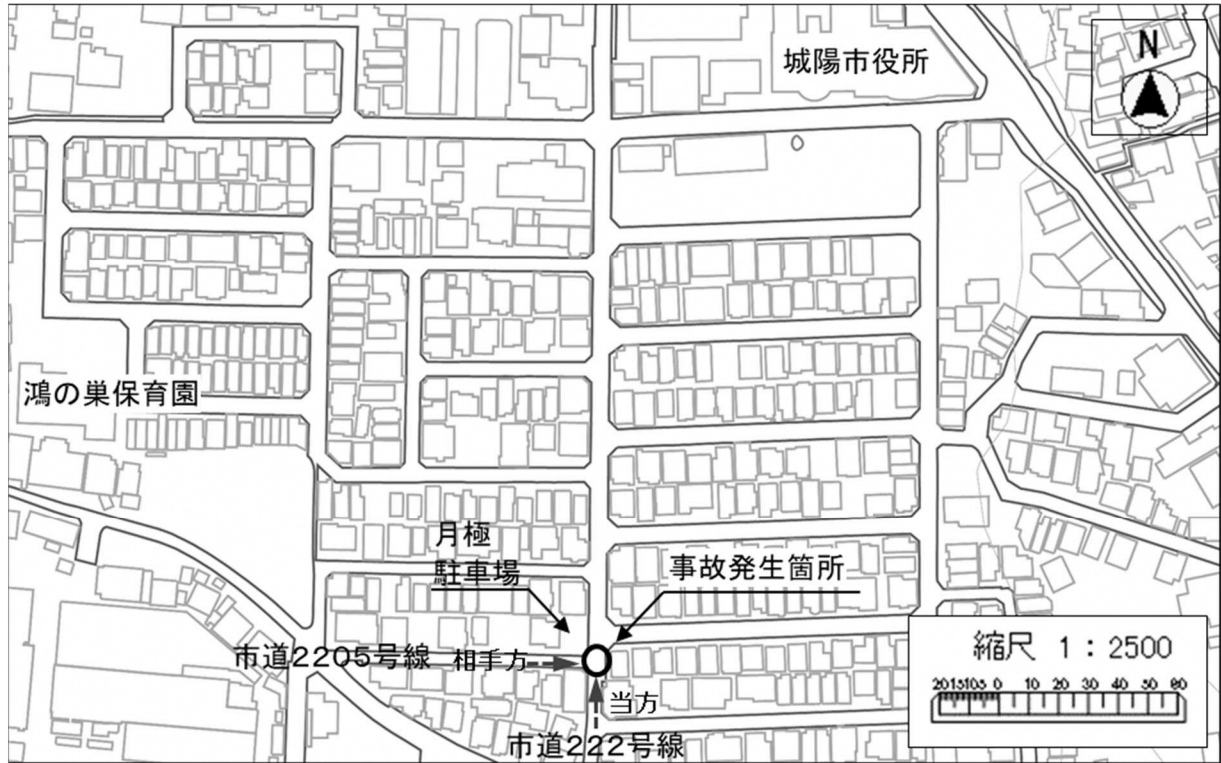 城陽市役所
N
鴻の巣保育園
月極
駐車場
事故発生箇所
市道2205号線
相手方
当方
市道222号線
縮尺 1:2500
20151050 0 10 20 30 40 50 60